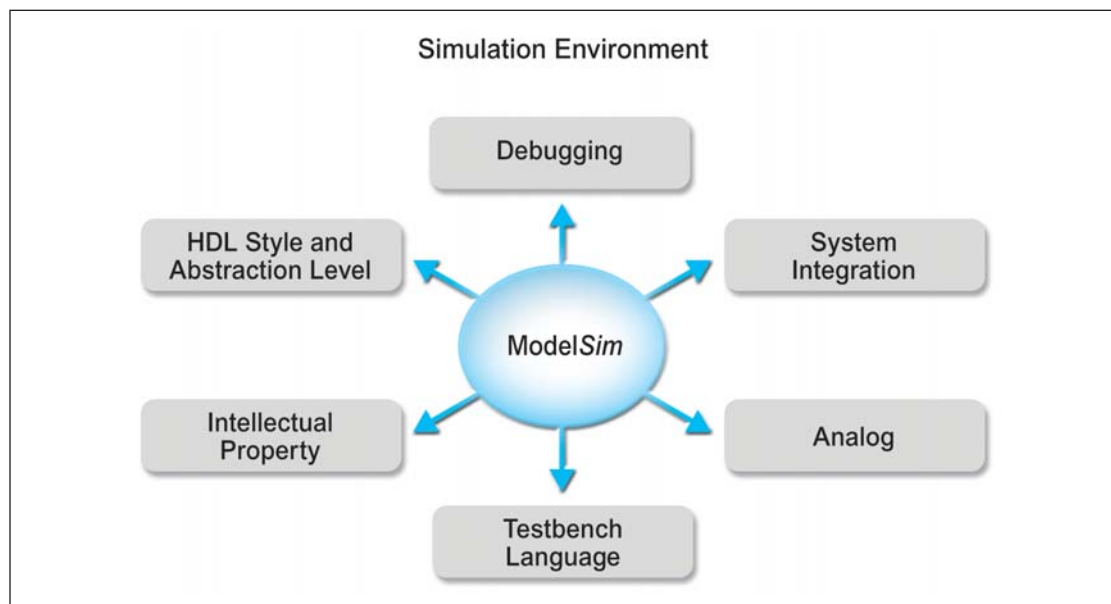 Simulation Environment
Debugging
HDL Style and
Abstraction Level
System
Integration
ModelSim
Intellectual
Property
Analog
Testbench
Language